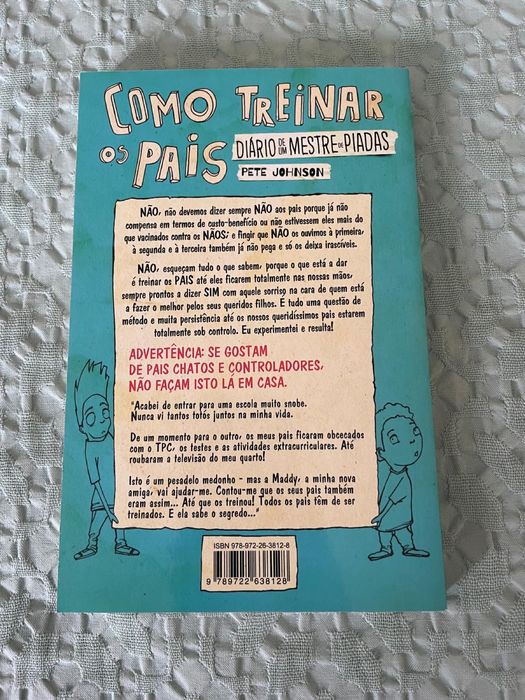 COMO TREINAR
OS PAIS
DIÁRIO DE UM MESTRE DE PIADAS
PETE JOHNSON
NÃO, não devemos dizer sempre NÃO aos pais porque já não
compensa em termos de custo-benefício ou não estivessem eles mais do
que vacinados contra os NÃOS; e fingir que NÃO os ouvimos à primeira,
à segunda e à terceira também já não pega e só os deixa irascíveis.
NÃO, esqueçam tudo o que sabem, porque o que está a dar
é treinar os PAIS até eles ficarem totalmente nas nossas mãos,
sempre prontos a dizer SIM com aquele sorriso na cara de quem está
a fazer o melhor pelos seus queridos filhos. E tudo uma questão de
método e muita persistência até os nossos queridíssimos pais estarem
totalmente sob controlo. Eu experimentei e resulta!
ADVERTÊNCIA: SE GOSTAM
DE PAIS CHATOS E CONTROLADORES,
NÃO FAÇAM ISTO LÁ EM CASA.
"Acabei de entrar para uma escola muito snobe.
Nunca vi tantos totós juntos na minha vida.
De um momento para o outro, os meus pais ficaram obcecados
com o TPC, os testes e as atividades extracurriculares. Até
roubaram a televisão do meu quarto!
Isto é um pesadelo medonho - mas a Maddy, a minha nova
amiga, vai ajudar-me. Contou-me que os seus pais também
eram assim... Até que os treinou! Todos os pais têm de ser
treinados. E ela sabe o segredo..."
ISBN 978-972-26-3812-8
9 789722 638128